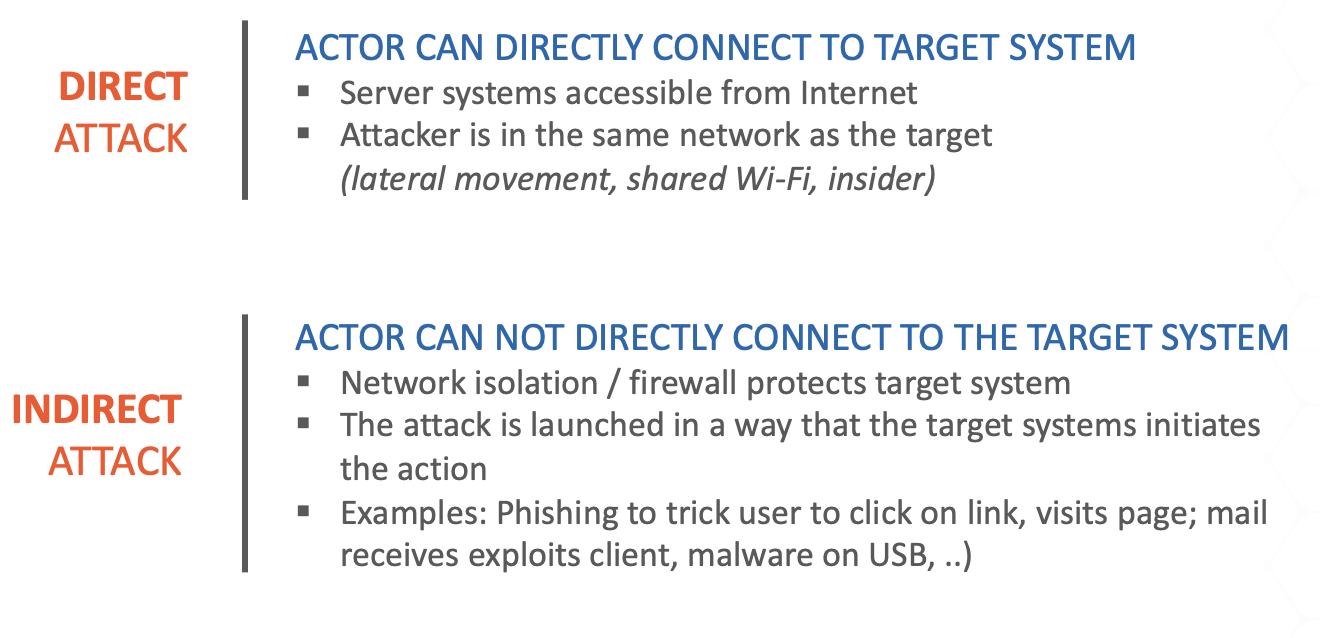 DIRECT
ATTACK
ACTOR CAN DIRECTLY CONNECT TO TARGET SYSTEM
▪ Server systems accessible from Internet
▪ Attacker is in the same network as the target
(lateral movement, shared Wi-Fi, insider)
INDIRECT
ATTACK
ACTOR CAN NOT DIRECTLY CONNECT TO THE TARGET SYSTEM
▪ Network isolation / firewall protects target system
▪ The attack is launched in a way that the target systems initiates
the action
▪ Examples: Phishing to trick user to click on link, visits page; mail
receives exploits client, malware on USB, ..)